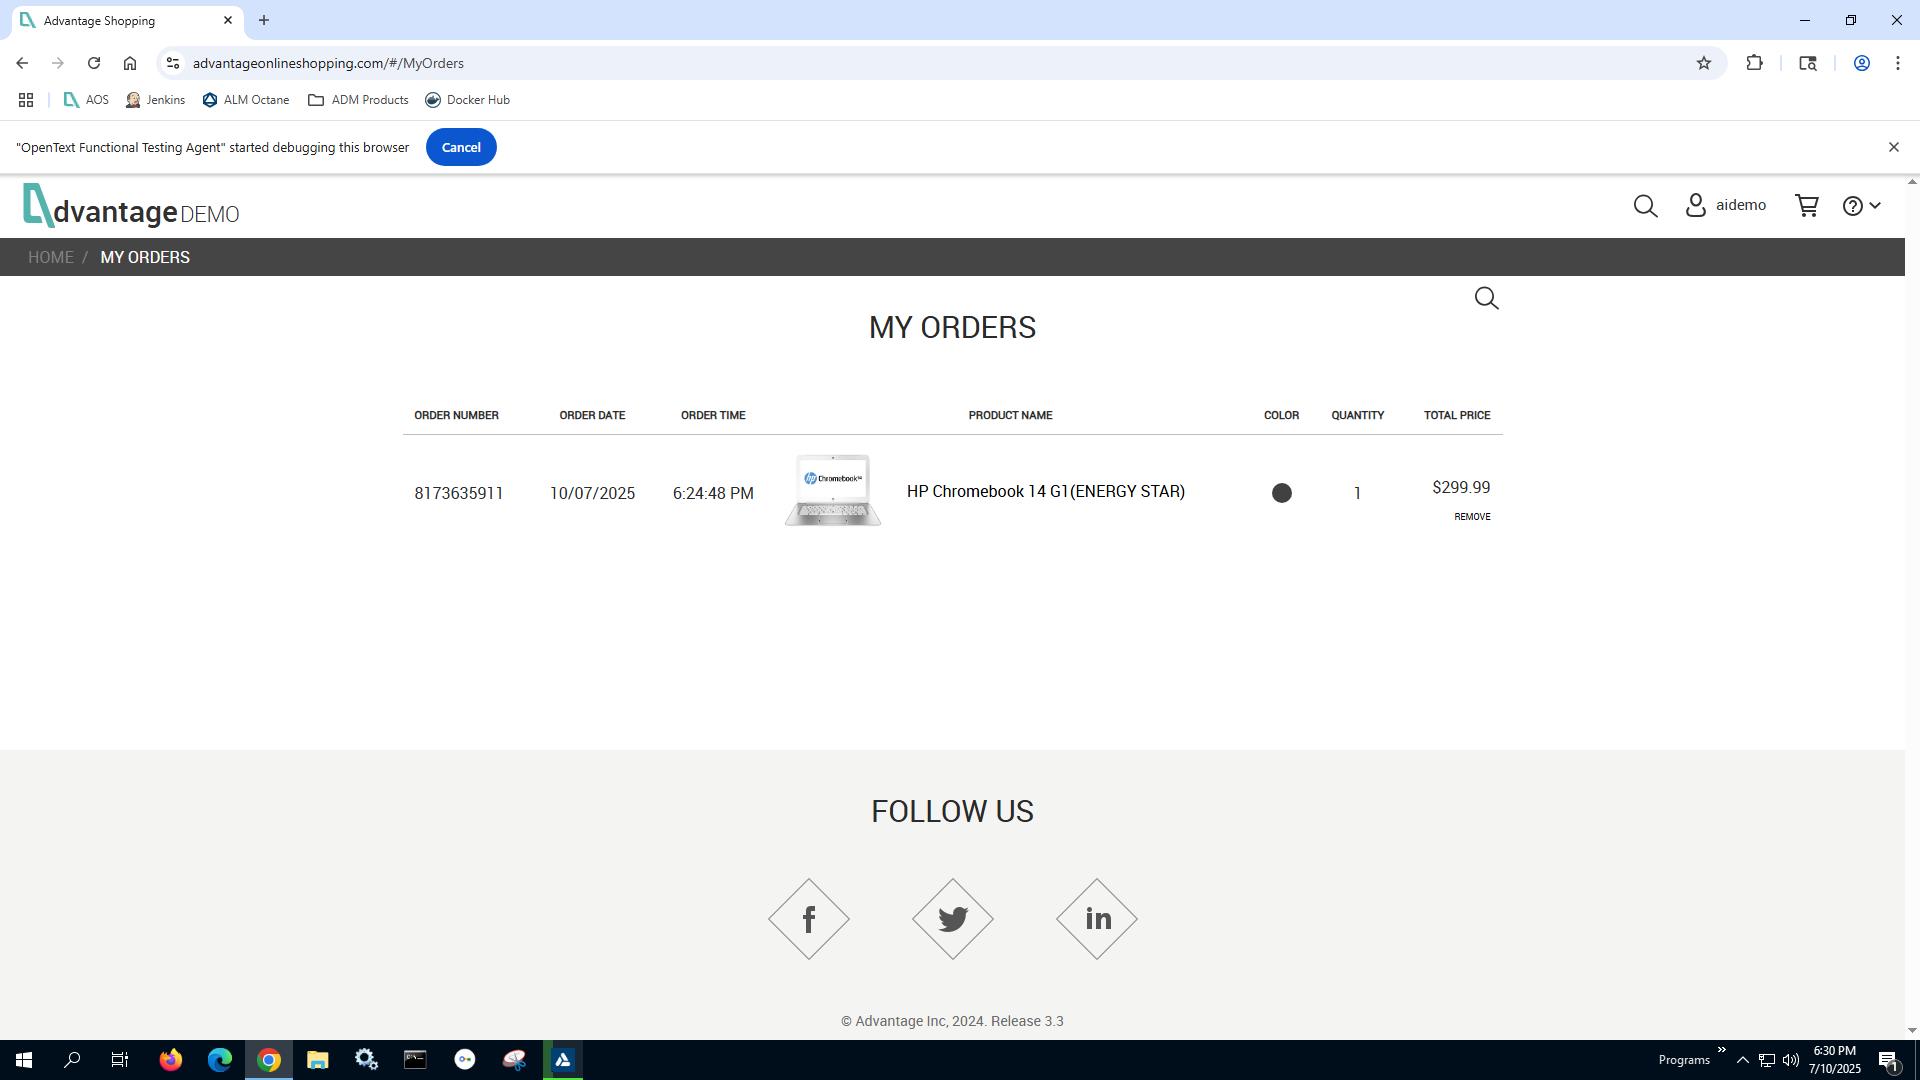 Advantage Shopping
advantageonlineshopping.com/#/MyOrders
AOS
Jenkins
ALM Octane
ADM Products
Docker Hub
"OpenText Functional Testing Agent" started debugging this browser
Cancel
dvantage DEMO
aidemo
HOME / MY ORDERS
MY ORDERS
ORDER NUMBER ORDER DATE ORDER TIME PRODUCT NAME COLOR QUANTITY TOTAL PRICE
hp Chromebook
8173635911 10/07/2025 6:24:48 PM HP Chromebook 14 G1(ENERGY STAR) 1 $299.99
REMOVE
FOLLOW US
f
in
© Advantage Inc, 2024. Release 3.3
Programs
6:30 PM
7/10/2025
1